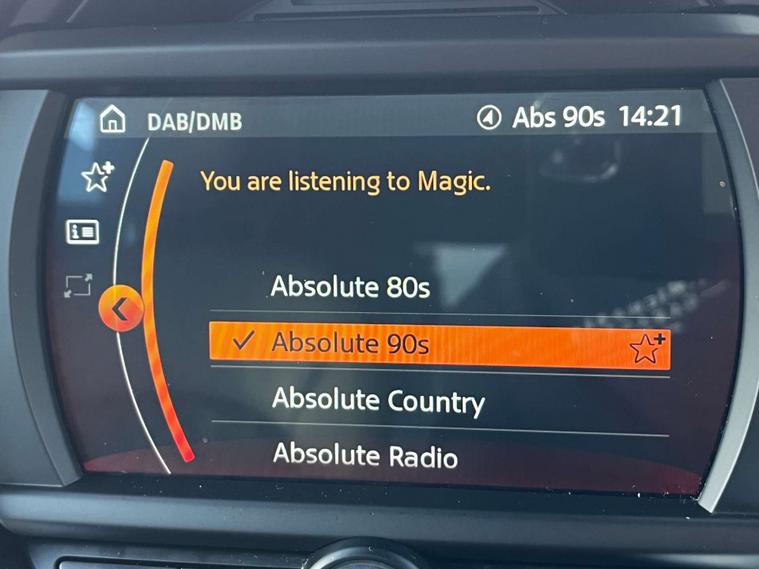 DAB/DMB
Abs 90s 14:21
You are listening to Magic.
Absolute 80s
Absolute 90s
Absolute Country
Absolute Radio